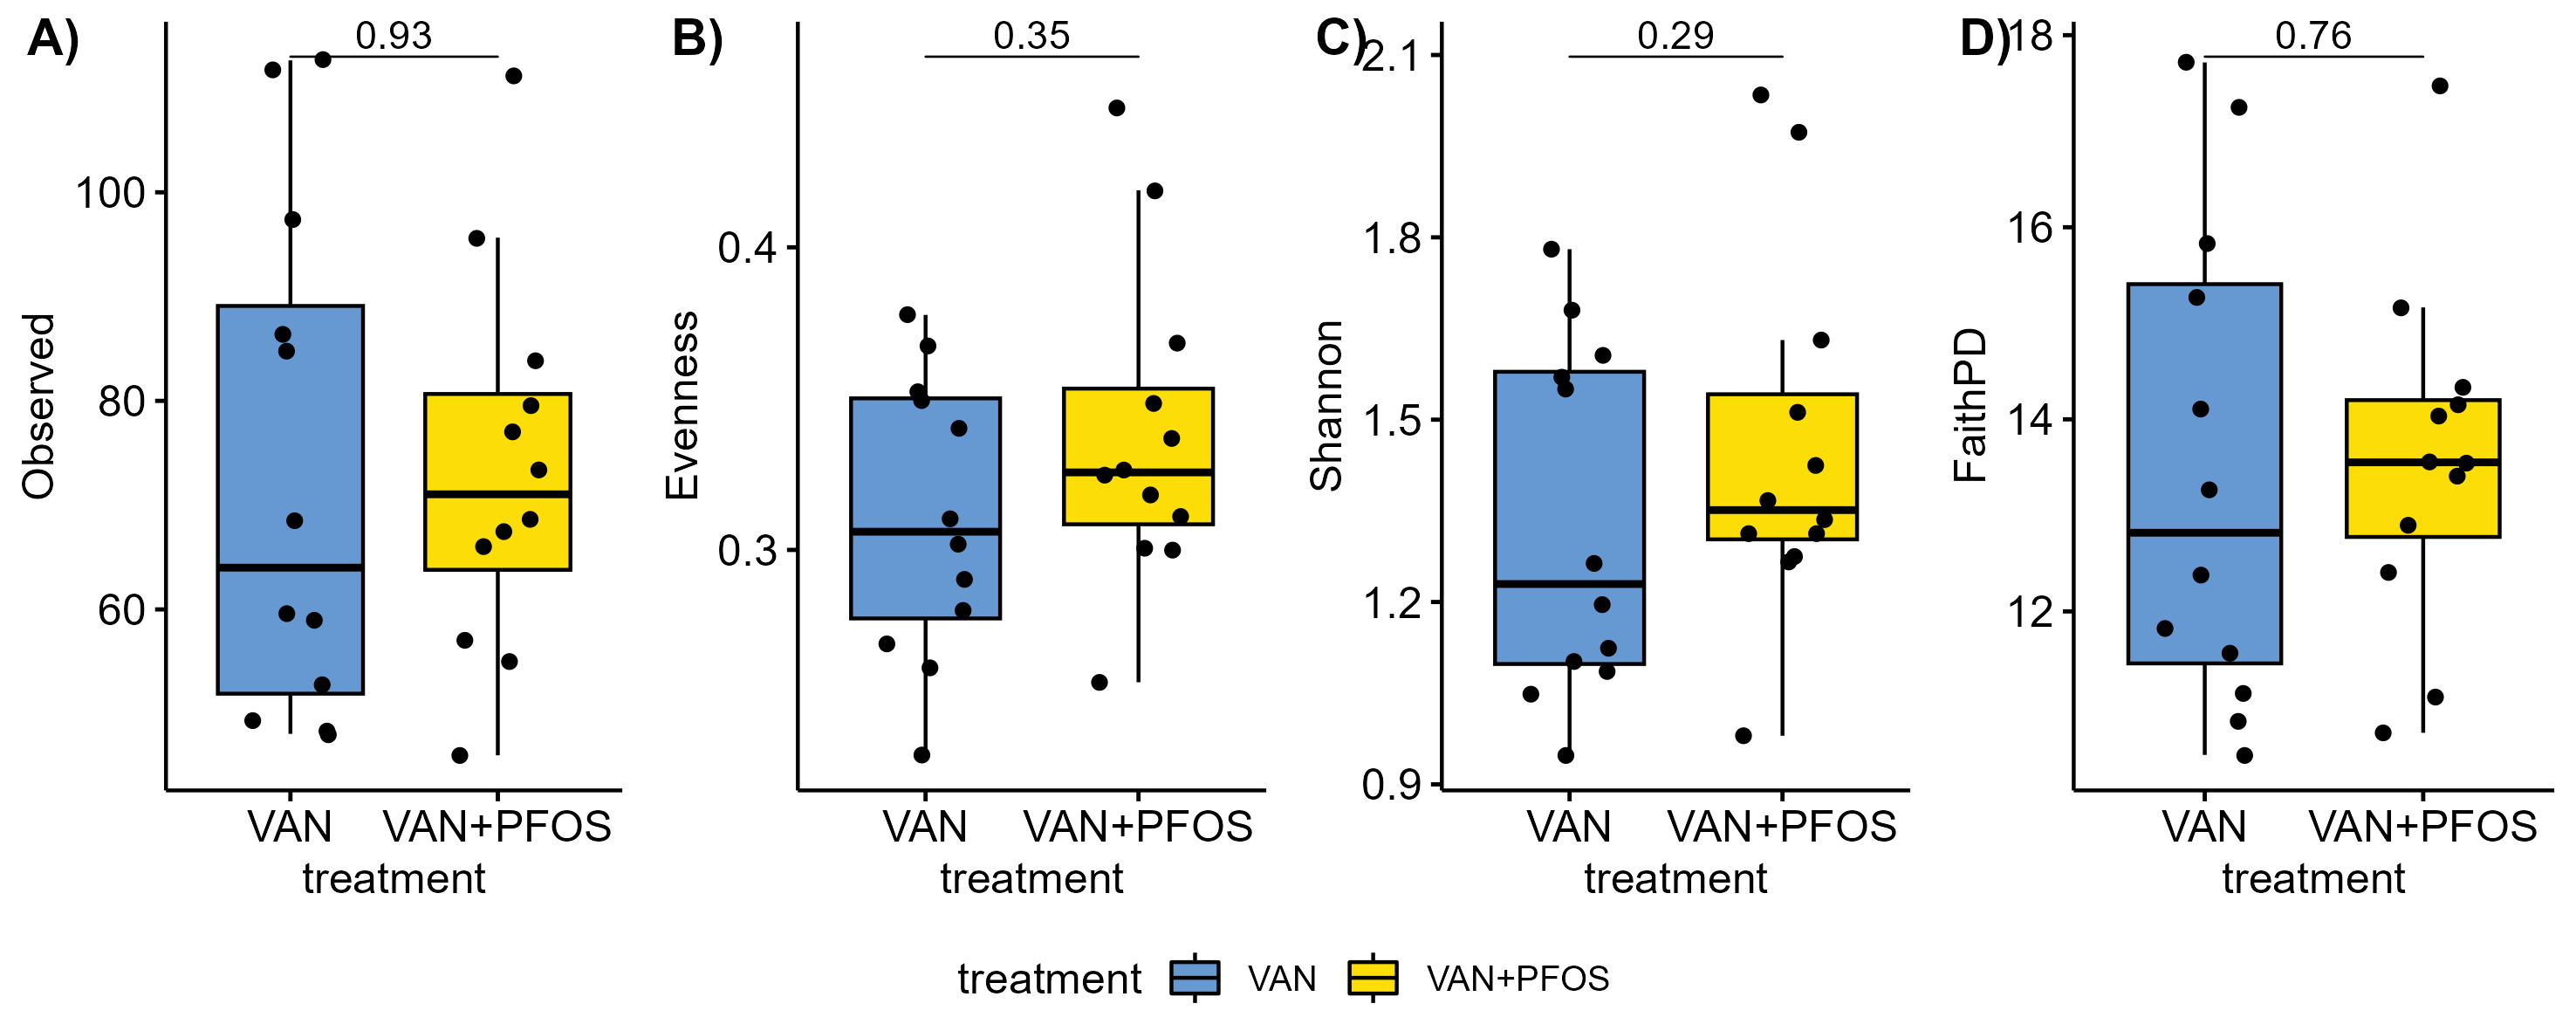 A)
0.93
Observed
100
80
60
VAN VAN+PFOS
treatment
B)
0.35
Evenness
0.4
0.3
VAN VAN+PFOS
treatment
C)
0.29
Shannon
2.1
1.8
1.5
1.2
0.9
VAN VAN+PFOS
treatment
D)
0.76
FaithPD
18
16
14
12
VAN VAN+PFOS
treatment
treatment VAN VAN+PFOS